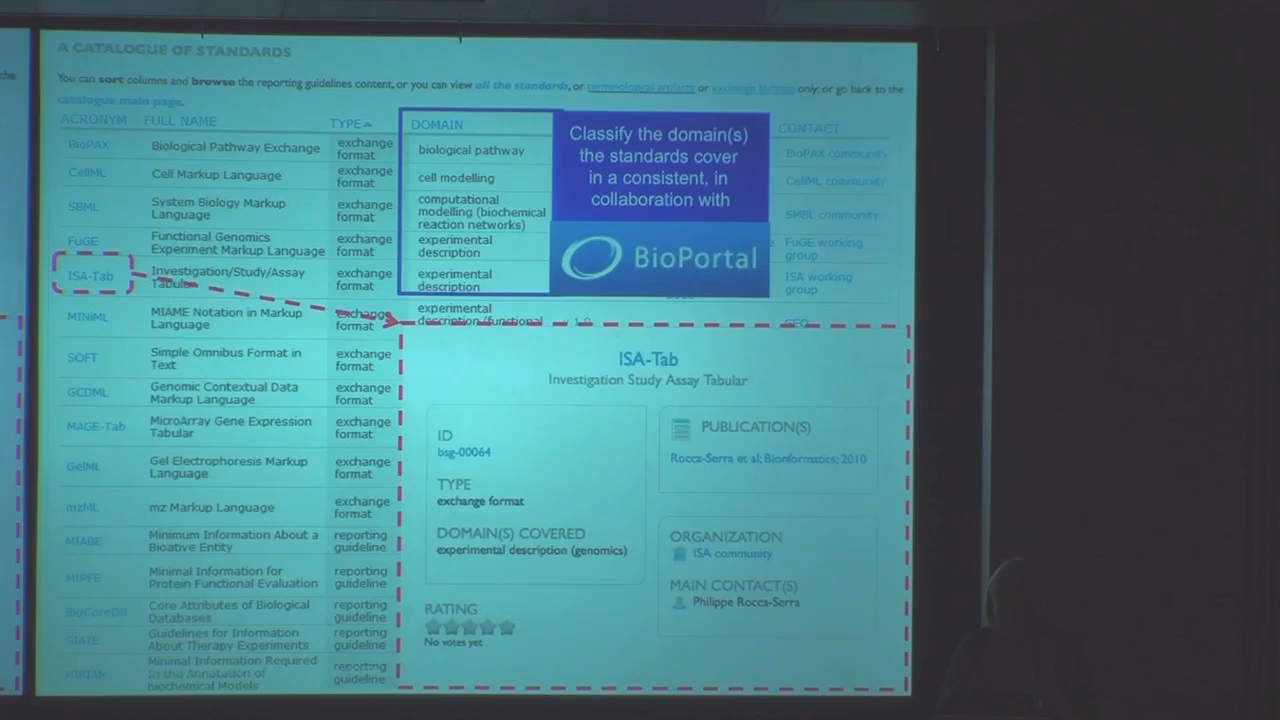 the
A CATALOGUE OF STANDARDS
You can sort columns and browse the reporting guidelines content, or you can view all the standards, or terminological artifacts or exchange formats only; or go back to the
catalogue main page.
ACRONYM FULL NAME TYPE DOMAIN CONTACT
Classify the domain(s)
the standards cover
in a consistent, in
collaboration with
BioPortal
BioPAX Biological Pathway Exchange exchange
format biological pathway BioPAX community
CellML Cell Markup Language exchange
format cell modelling CellML community
SBML System Biology Markup
Language exchange
format computational
modelling (biochemical
reaction networks) SMBL community
FuGE Functional Genomics
Experiment Markup Language exchange
format experimental
description FuGE working
group
ISA-Tab Investigation/Study/Assay
Tabular exchange
format experimental
description ISA working
group
MINiML MIAME Notation in Markup
Language exchange
format experimental
description/functional GEO
SOFT Simple Omnibus Format in
Text exchange
format
GCDML Genomic Contextual Data
Markup Language exchange
format
MAGE-Tab MicroArray Gene Expression
Tabular exchange
format
GelML Gel Electrophoresis Markup
Language exchange
format
mzML mz Markup Language exchange
format
MIABE Minimum Information About a
Bioative Entity reporting
guideline
MIPFE Minimal Information for
Protein Functional Evaluation reporting
guideline
BioCoreDB Core Attributes of Biological
Databases reporting
guideline
GIATE Guidelines for Information
About Therapy Experiments reporting
guideline
MIRIAM Minimal Information Required
In the Annotation of
biochemical Models reporting
guideline
ISA-Tab
Investigation Study Assay Tabular
ID
bsg-00064
TYPE
exchange format
DOMAIN(S) COVERED
experimental description (genomics)
RATING
No votes yet
PUBLICATION(S)
Rocca-Serra et al; Bionformatics; 2010
ORGANIZATION
ISA community
MAIN CONTACT(S)
Philippe Rocca-Serra